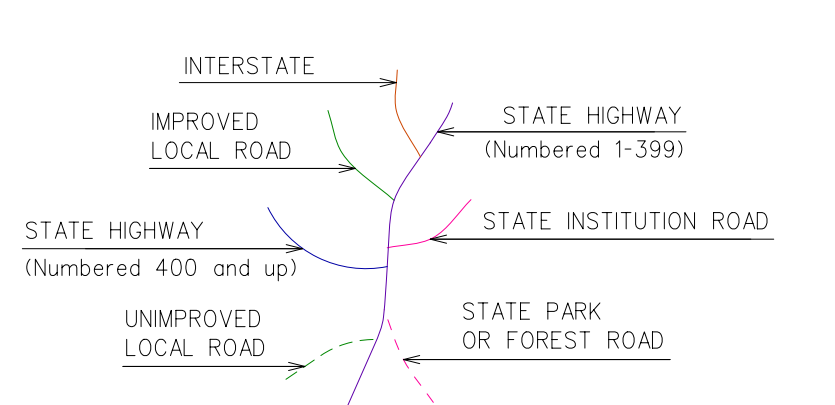 INTERSTATE
STATE HIGHWAY
(Numbered 1-399)
IMPROVED
LOCAL ROAD
STATE INSTITUTION ROAD
STATE HIGHWAY
(Numbered 400 and up)
STATE PARK
OR FOREST ROAD
UNIMPROVED
LOCAL ROAD